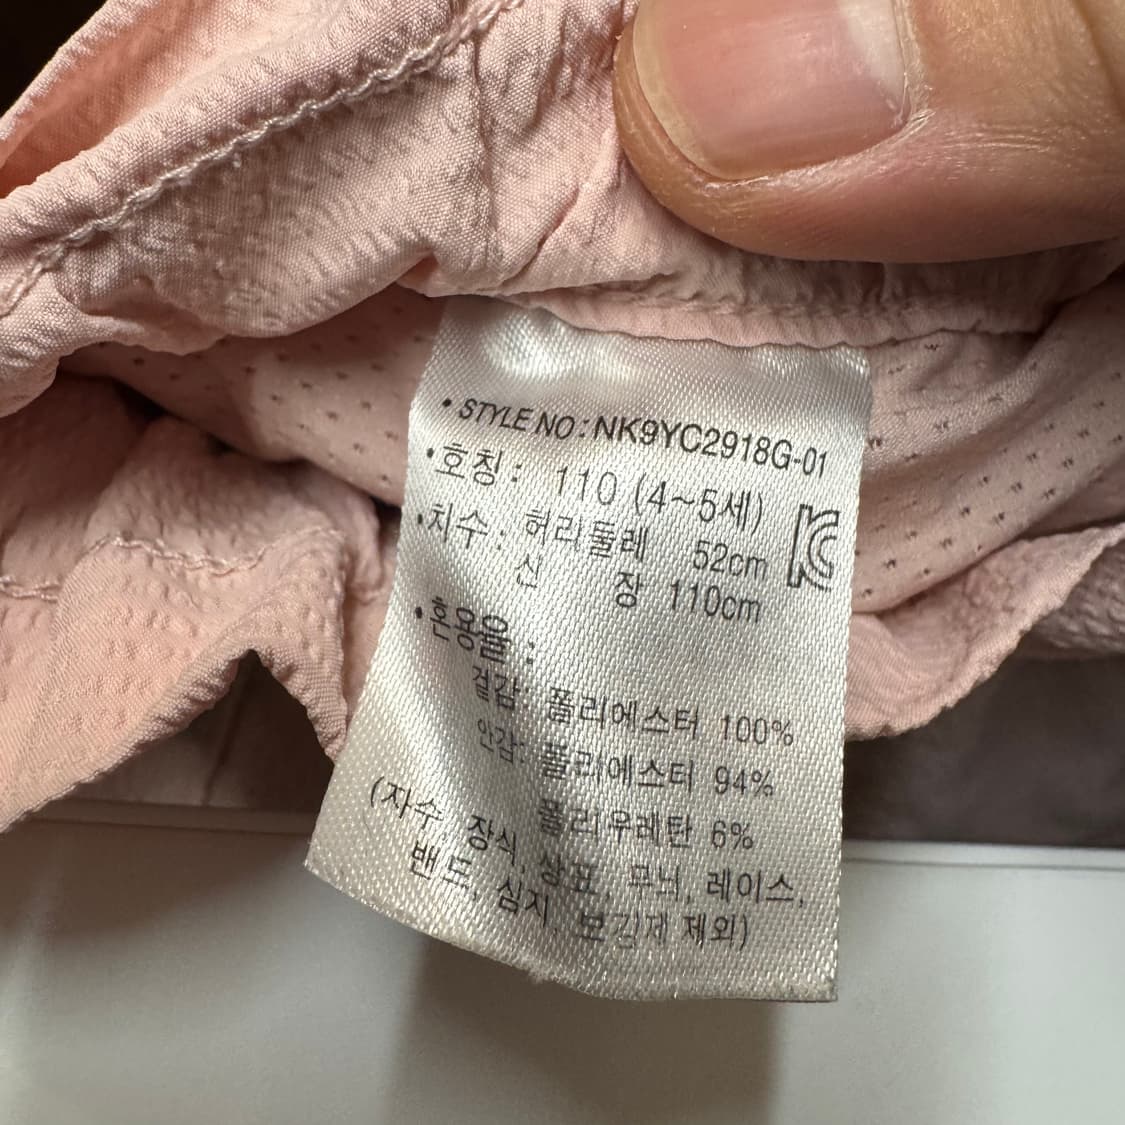 • STYLE NO : NK9YC2918G-01
• 호칭 : 110 (4~5세)
• 치수 : 허리둘레 52cm
신 장 110cm
• 혼용율 :
겉감: 폴리에스터 100%
안감: 폴리에스터 94%
폴리우레탄 6%
(자수, 장식, 상표, 무늬, 레이스,
밴드, 심지, 보강제 제외)
KC